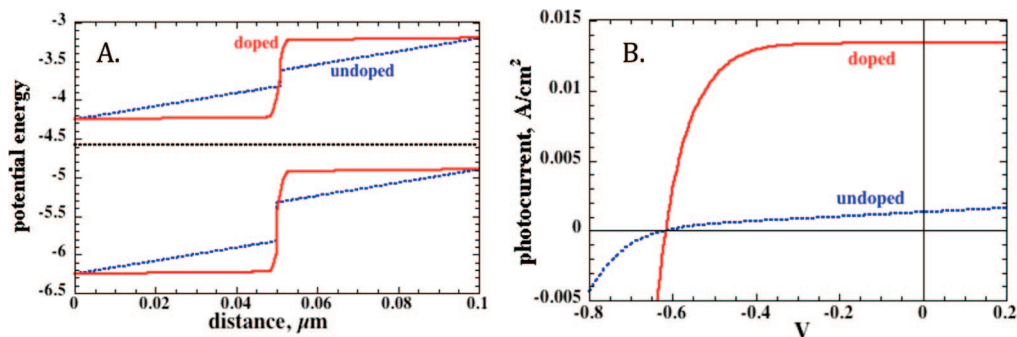 A.
doped
undoped
potential energy
-3
-3.5
-4
-4.5
-5
-5.5
-6
-6.5
0
0.02
0.04
0.06
0.08
0.1
distance, μm
B.
doped
undoped
photocurrent, A/cm²
0.015
0.01
0.005
0
-0.005
-0.8
-0.6
-0.4
-0.2
0
0.2
V